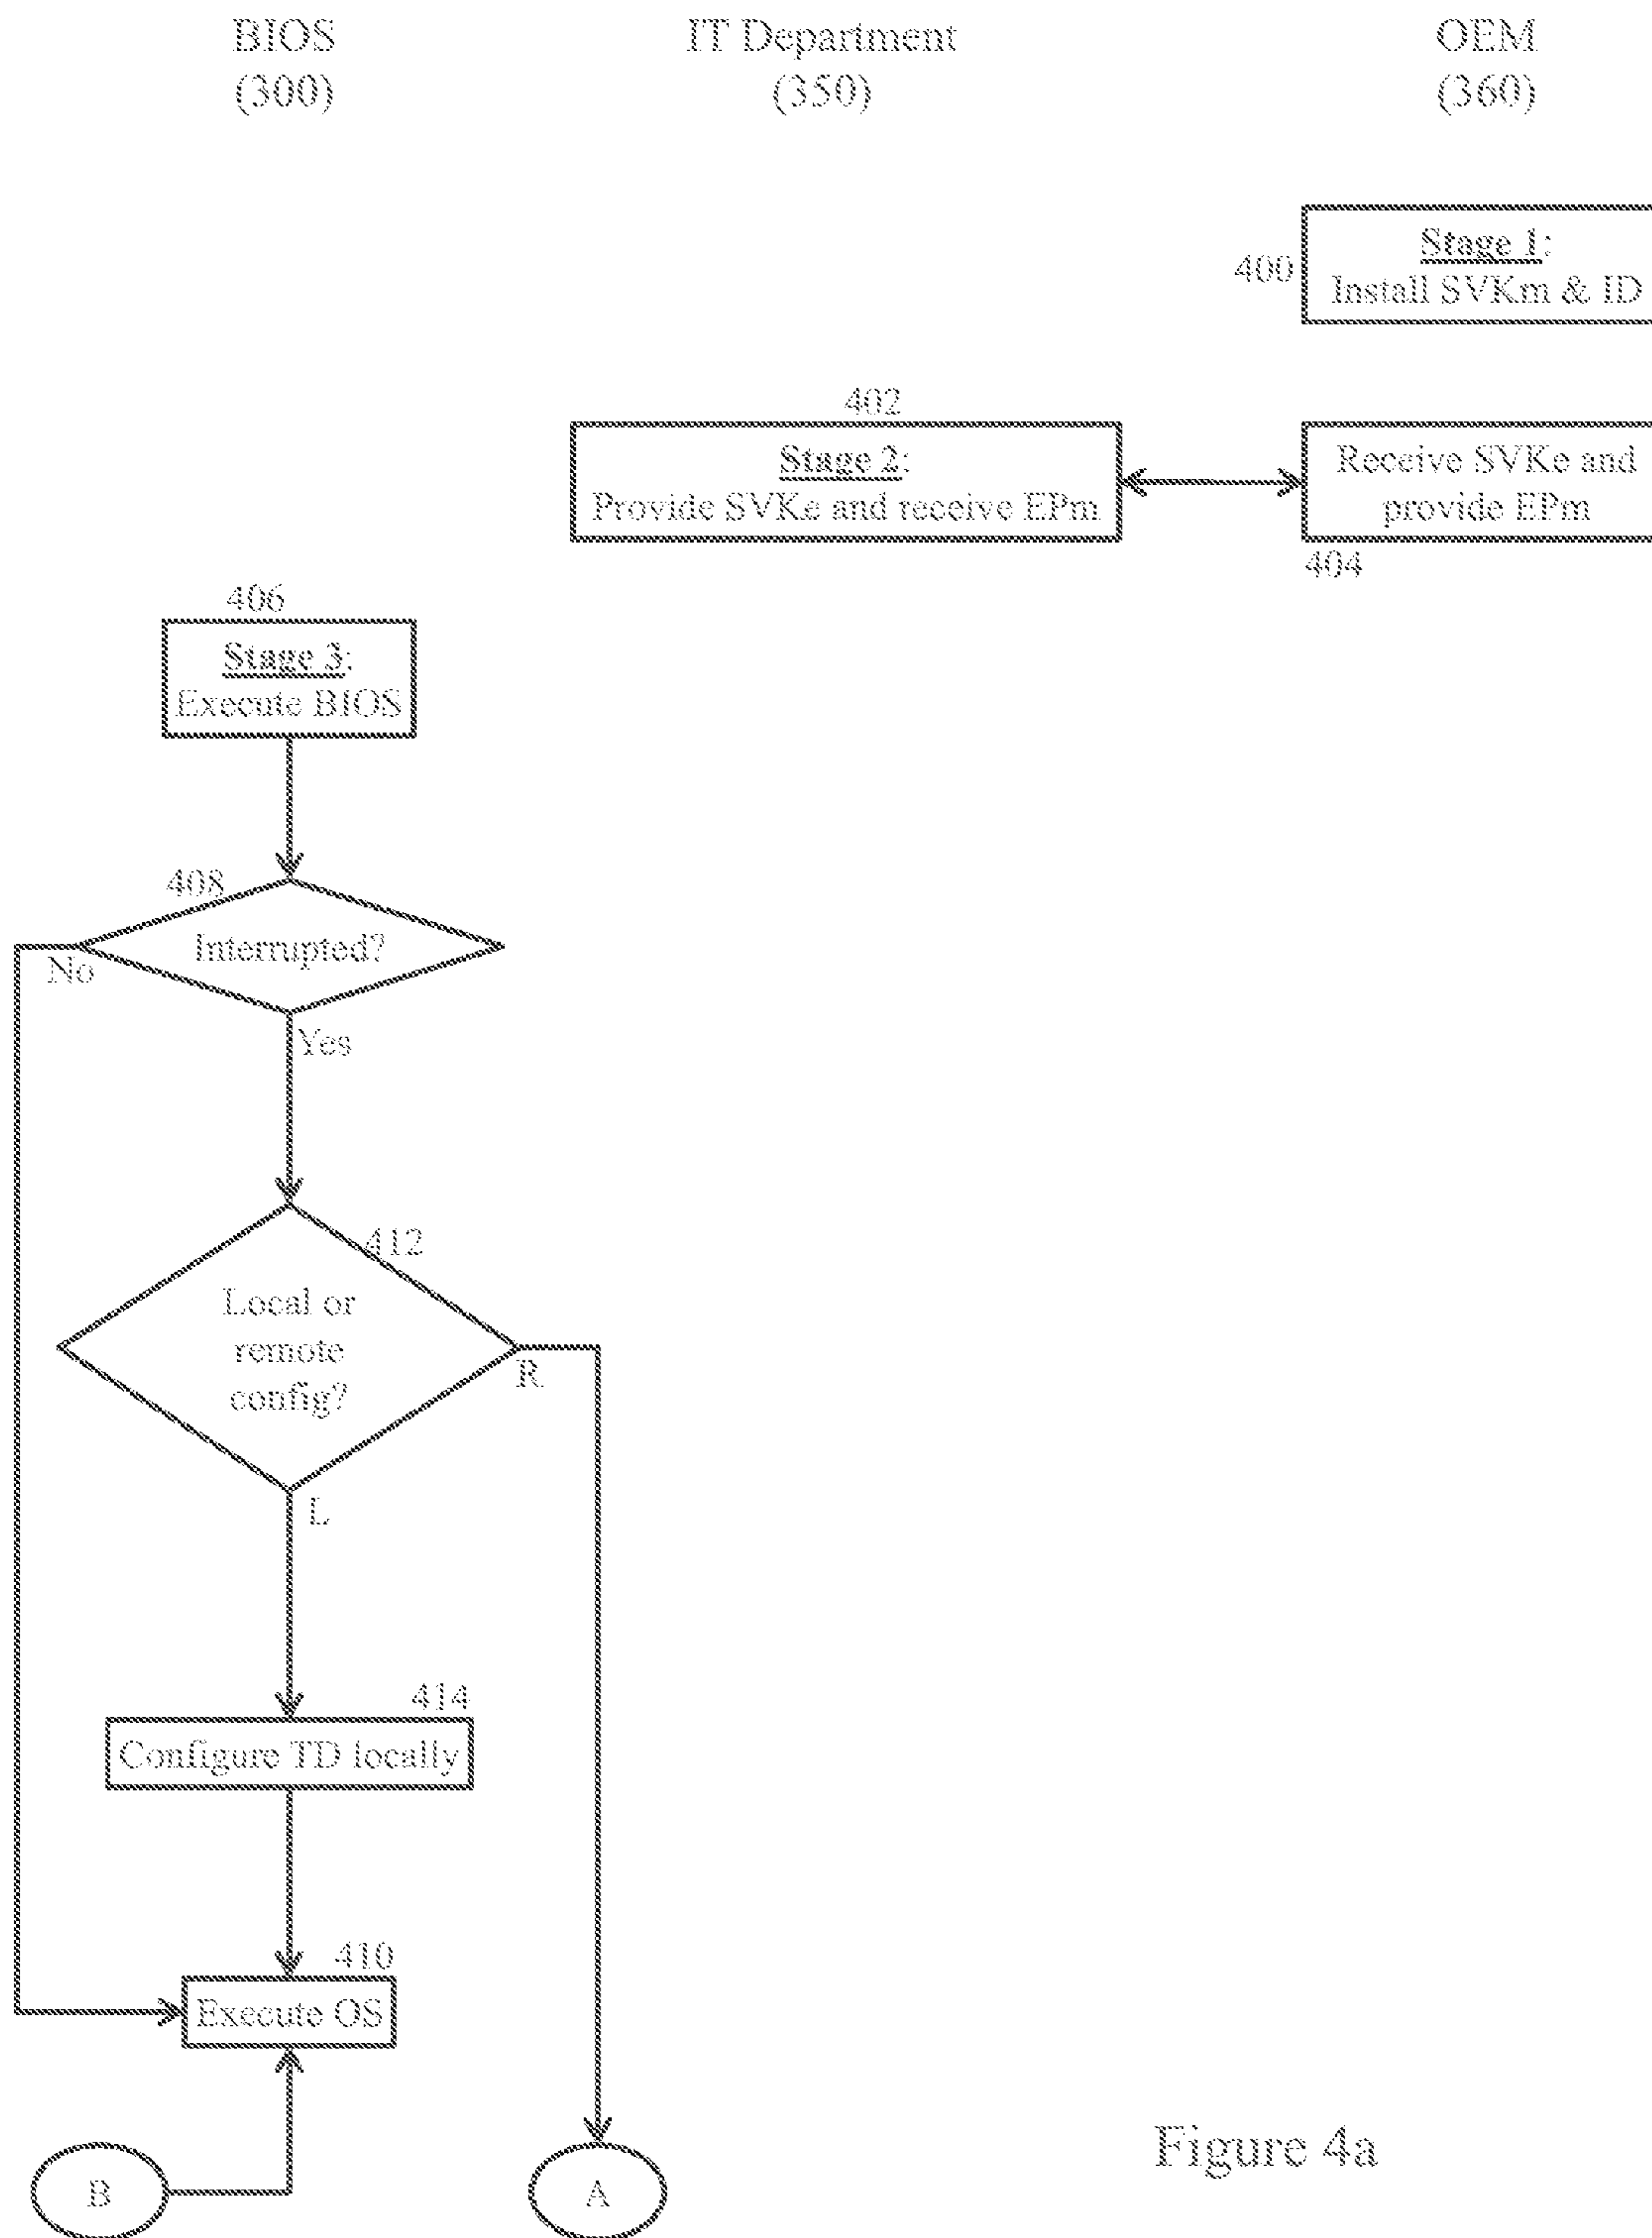 BIOS
(300)
IT Department
(350)
OEM
(360)
400
Stage 1:
Install SVKm & ID
402
Stage 2:
Provide SVKe and receive EPm
Receive SVKe and
provide EPm
404
406
Stage 3:
Execute BIOS
408
Interrupted?
No
Yes
412
Local or
remote
config?
R
L
414
Configure TD locally
410
Execute OS
B
A
Figure 4a